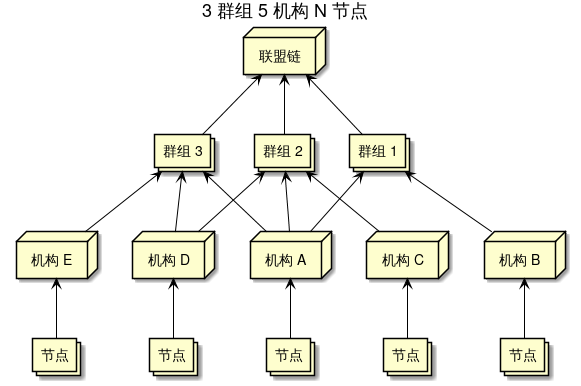 3 群组 5 机构 N 节点
联盟链
群组 3
群组 2
群组 1
机构 E
机构 D
机构 A
机构 C
机构 B
节点
节点
节点
节点
节点